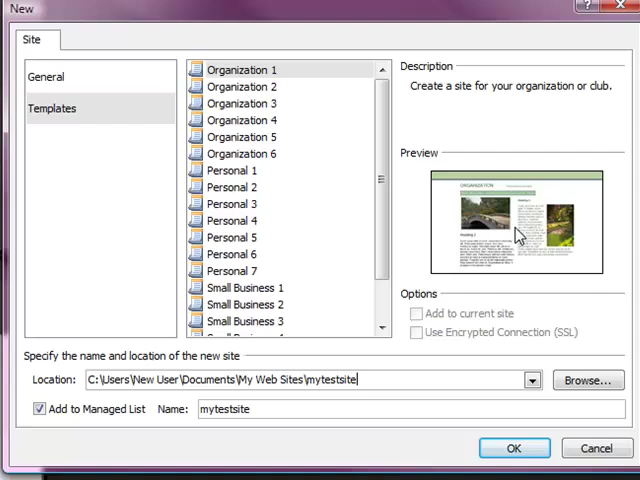 New
Site
General
Templates
Organization 1
Organization 2
Organization 3
Organization 4
Organization 5
Organization 6
Personal 1
Personal 2
Personal 3
Personal 4
Personal 5
Personal 6
Personal 7
Small Business 1
Small Business 2
Small Business 3
Description
Create a site for your organization or club.
Preview
ORGANIZATION
Options
Add to current site
Use Encrypted Connection (SSL)
Specify the name and location of the new site
Location: C:\Users\New User\Documents\My Web Sites\mytestsite
Browse...
Add to Managed List Name: mytestsite
OK Cancel